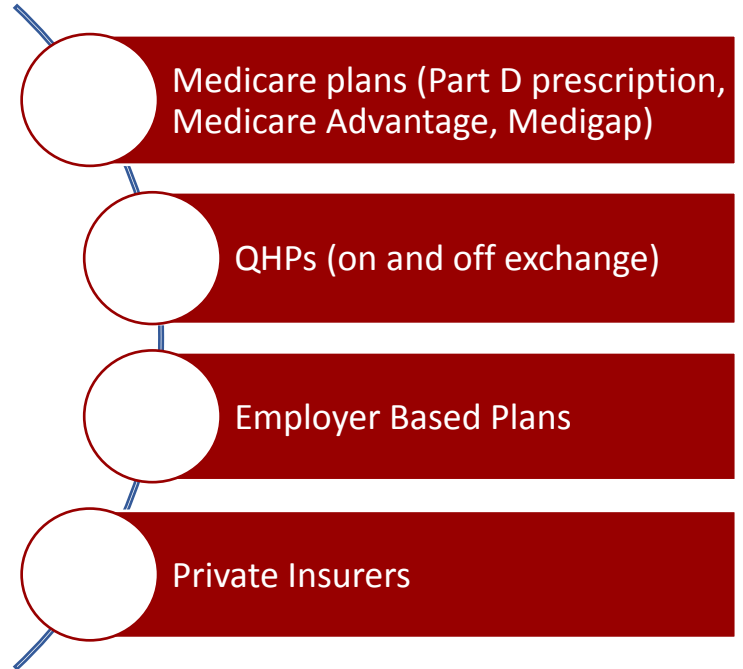 Medicare plans (Part D prescription,
Medicare Advantage, Medigap)
QHPs (on and off exchange)
Employer Based Plans
Private Insurers